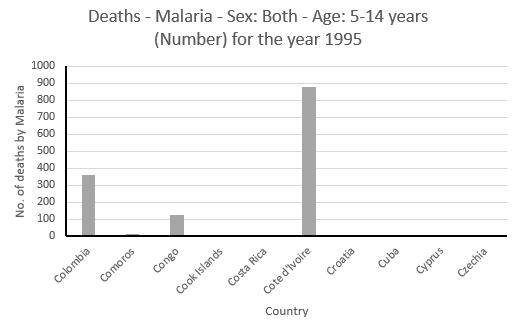 Deaths - Malaria - Sex: Both - Age: 5-14 years
(Number) for the year 1995
No. of deaths by Malaria
1000
900
800
700
600
500
400
300
200
100
0
Colombia
Comoros
Congo
Cook Islands
Costa Rica
Cote d'Ivoire
Croatia
Cuba
Cyprus
Czechia
Country